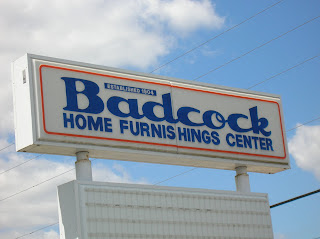 ESTABLISHED 1904
Badcock
HOME FURNISHINGS CENTER